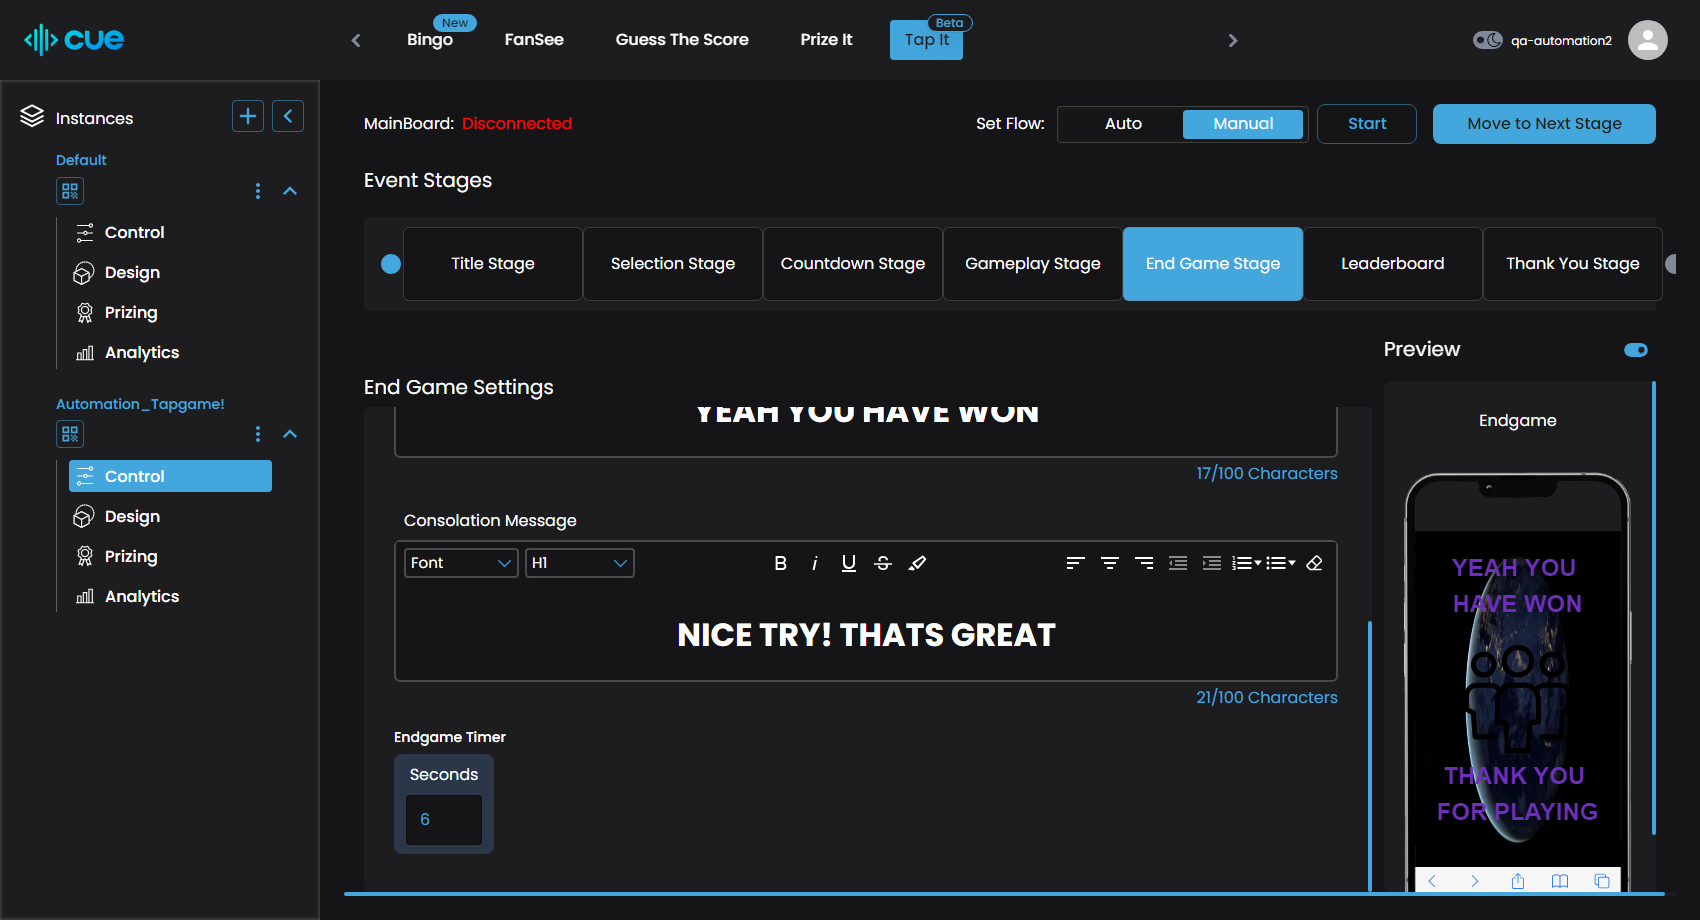 cue
Bingo
New
FanSee
Guess The Score
Prize It
Tap It
Beta
qa-automation2
Instances
Default
Control
Design
Prizing
Analytics
Automation_Tapgame!
Control
Design
Prizing
Analytics
MainBoard: Disconnected
Set Flow:
Auto
Manual
Start
Move to Next Stage
Event Stages
Title Stage
Selection Stage
Countdown Stage
Gameplay Stage
End Game Stage
Leaderboard
Thank You Stage
End Game Settings
YEAH YOU HAVE WON
17/100 Characters
Consolation Message
Font
H1
B
i
U
S
NICE TRY! THATS GREAT
21/100 Characters
Endgame Timer
Seconds
6
Preview
Endgame
YEAH YOU
HAVE WON
THANK YOU
FOR PLAYING